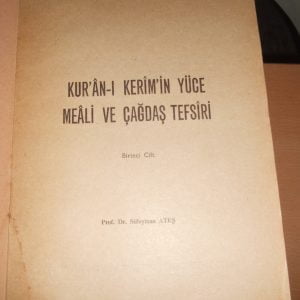 KUR'ÂN-I KERİM'İN YÜCE
MEÂLİ VE ÇAĞDAŞ TEFSİRİ
Birinci Cilt
Prof. Dr. Süleyman ATEŞ